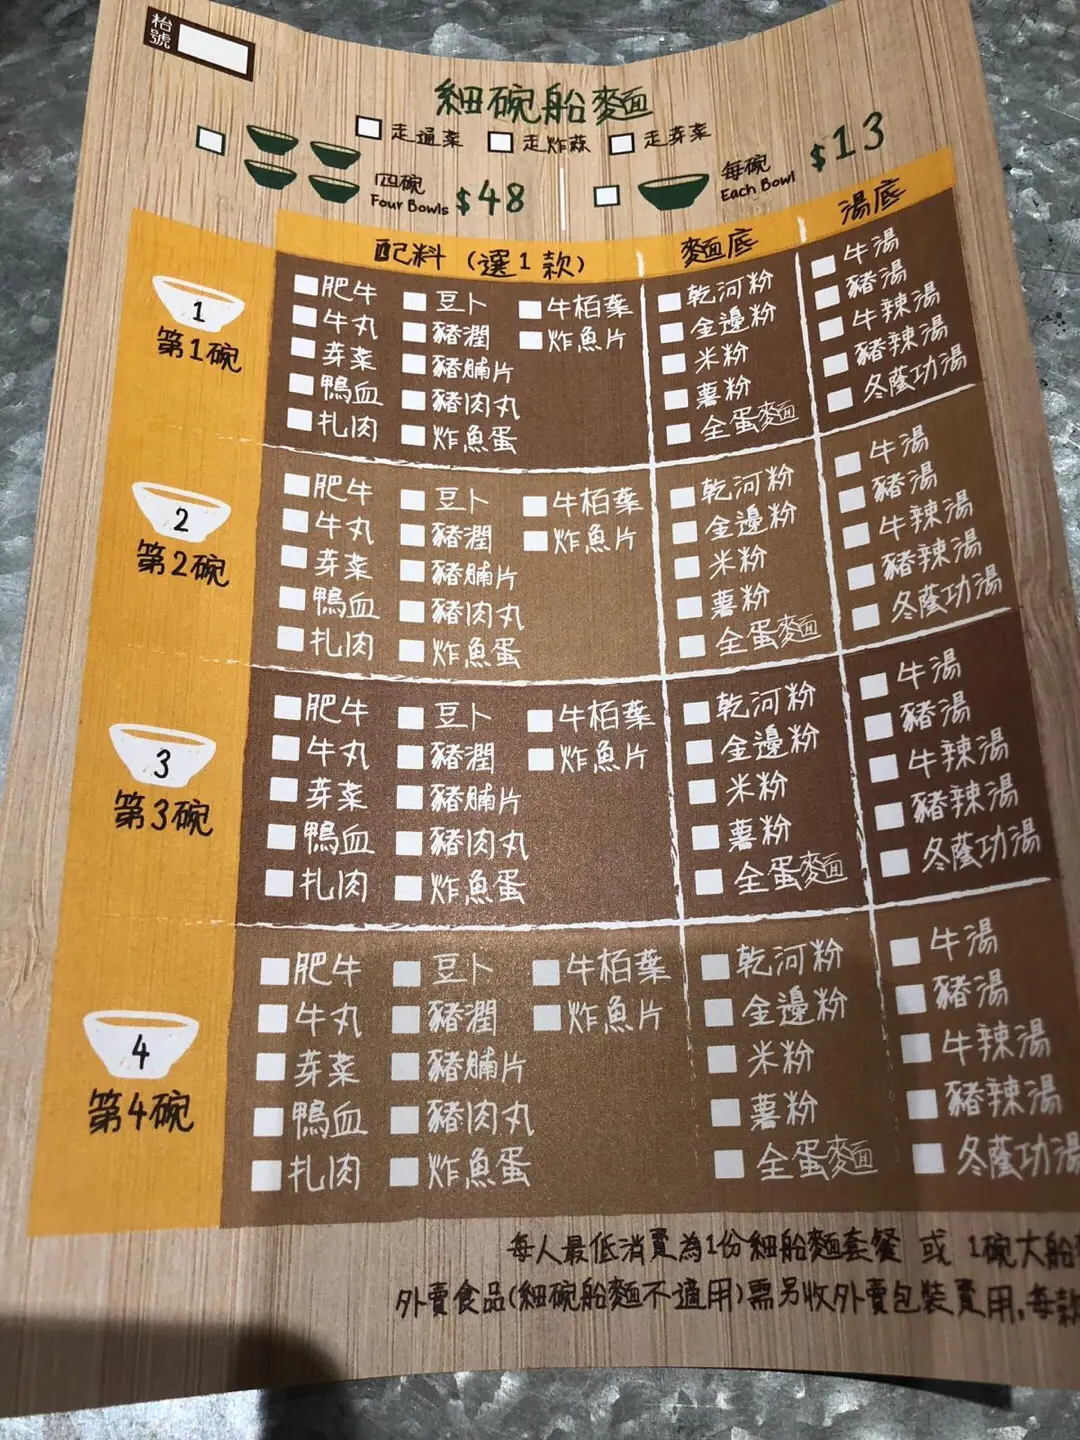 枱號
細碗船麵
走通菜 走炸蒜 走芽菜
四碗 Four Bowls $48
每碗 Each Bowl $13
配料 (選1款) 麵底 湯底
1
第1碗
肥牛 豆卜 牛栢葉 乾河粉 牛湯
牛丸 豬潤 炸魚片 金邊粉 豬湯
芽菜 豬腩片 米粉 牛辣湯
鴨血 豬肉丸 薯粉 豬辣湯
扎肉 炸魚蛋 全蛋麵 冬蔭功湯
2
第2碗
肥牛 豆卜 牛栢葉 乾河粉 牛湯
牛丸 豬潤 炸魚片 金邊粉 豬湯
芽菜 豬腩片 米粉 牛辣湯
鴨血 豬肉丸 薯粉 豬辣湯
扎肉 炸魚蛋 全蛋麵 冬蔭功湯
3
第3碗
肥牛 豆卜 牛栢葉 乾河粉 牛湯
牛丸 豬潤 炸魚片 金邊粉 豬湯
芽菜 豬腩片 米粉 牛辣湯
鴨血 豬肉丸 薯粉 豬辣湯
扎肉 炸魚蛋 全蛋麵 冬蔭功湯
4
第4碗
肥牛 豆卜 牛栢葉 乾河粉 牛湯
牛丸 豬潤 炸魚片 金邊粉 豬湯
芽菜 豬腩片 米粉 牛辣湯
鴨血 豬肉丸 薯粉 豬辣湯
扎肉 炸魚蛋 全蛋麵 冬蔭功湯
每人最低消費為1份細船麵套餐 或 1碗大船
外賣食品(細碗船麵不適用)需另收外賣包裝費用,每款